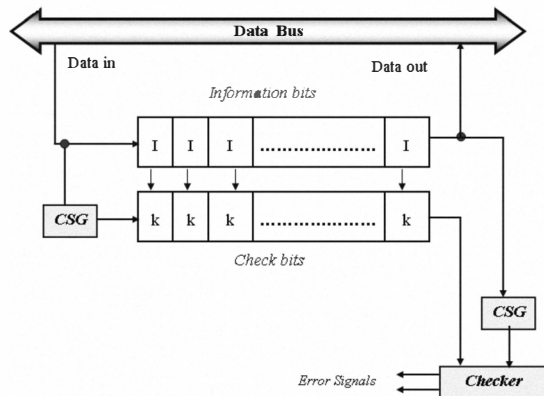 Data Bus
Data in
Data out
Information bits
I I I ..................... I
k k k ..................... k
CSG
Check bits
CSG
Error Signals
Checker